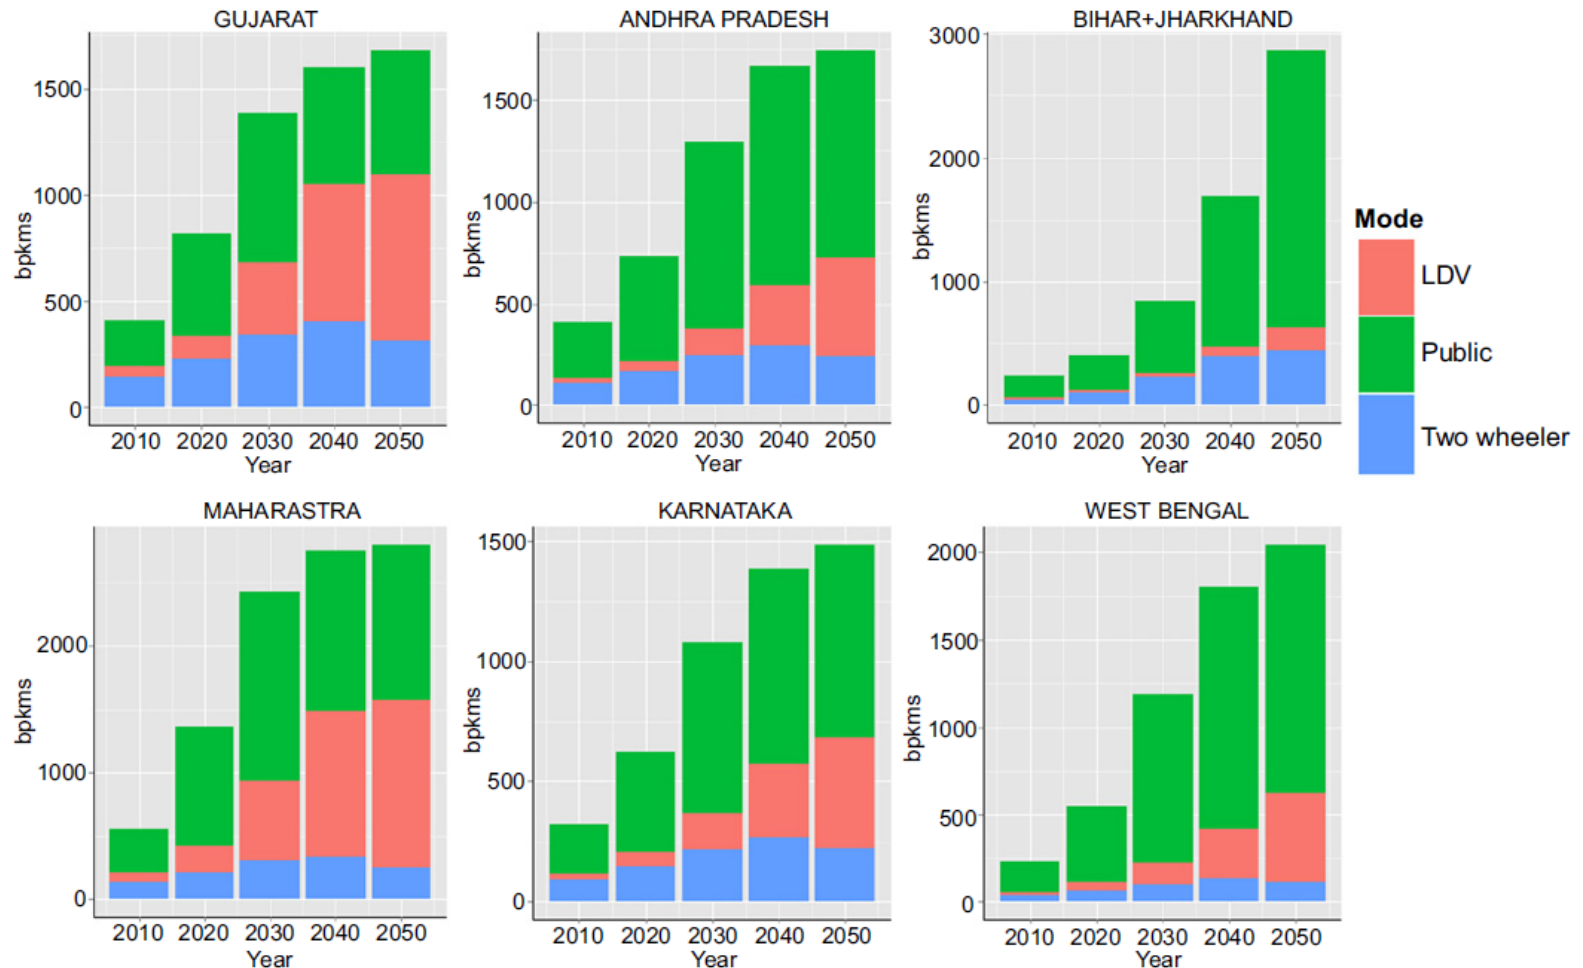 GUJARAT
1500
1000
500
0
bpkms
2010 2020 2030 2040 2050
Year
ANDHRA PRADESH
1500
1000
500
0
bpkms
2010 2020 2030 2040 2050
Year
BIHAR+JHARKHAND
3000
2000
1000
0
bpkms
2010 2020 2030 2040 2050
Year
Mode
LDV
Public
Two wheeler
MAHARASTRA
2000
1000
0
bpkms
2010 2020 2030 2040 2050
Year
KARNATAKA
1500
1000
500
0
bpkms
2010 2020 2030 2040 2050
Year
WEST BENGAL
2000
1500
1000
500
0
bpkms
2010 2020 2030 2040 2050
Year